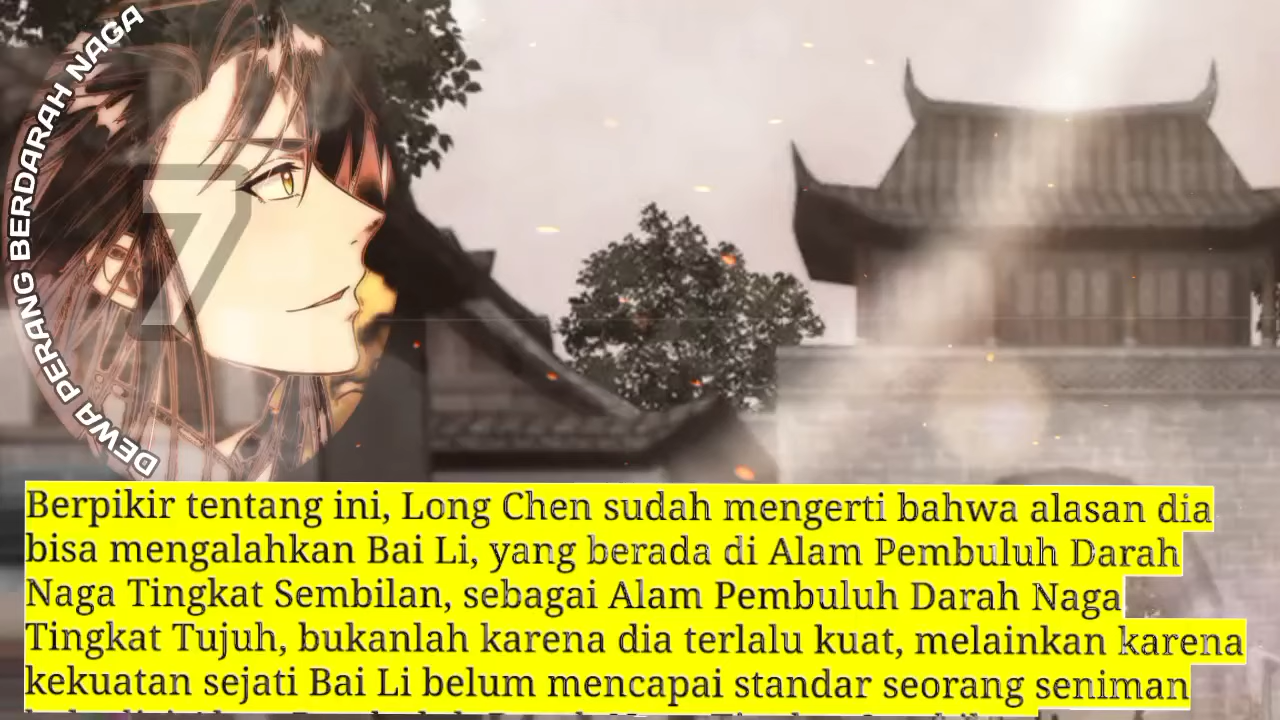 DEWA PERANG BERDARAH NAGA
7
Berpikir tentang ini, Long Chen sudah mengerti bahwa alasan dia
bisa mengalahkan Bai Li, yang berada di Alam Pembuluh Darah
Naga Tingkat Sembilan, sebagai Alam Pembuluh Darah Naga
Tingkat Tujuh, bukanlah karena dia terlalu kuat, melainkan karena
kekuatan sejati Bai Li belum mencapai standar seorang seniman